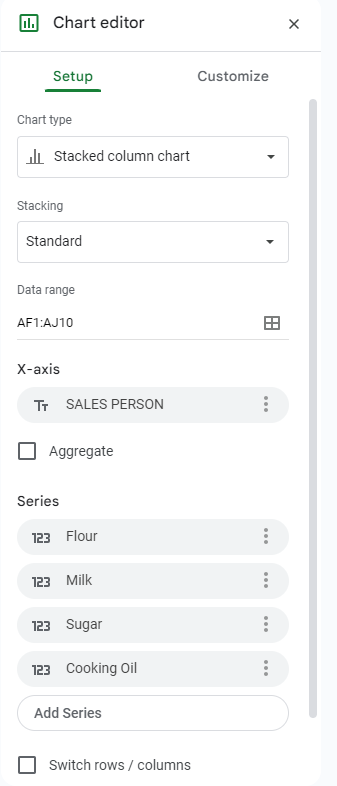 Chart editor
Setup Customize
Chart type
Stacked column chart
Stacking
Standard
Data range
AF1:AJ10
X-axis
Tт SALES PERSON
Aggregate
Series
123 Flour
123 Milk
123 Sugar
123 Cooking Oil
Add Series
Switch rows / columns